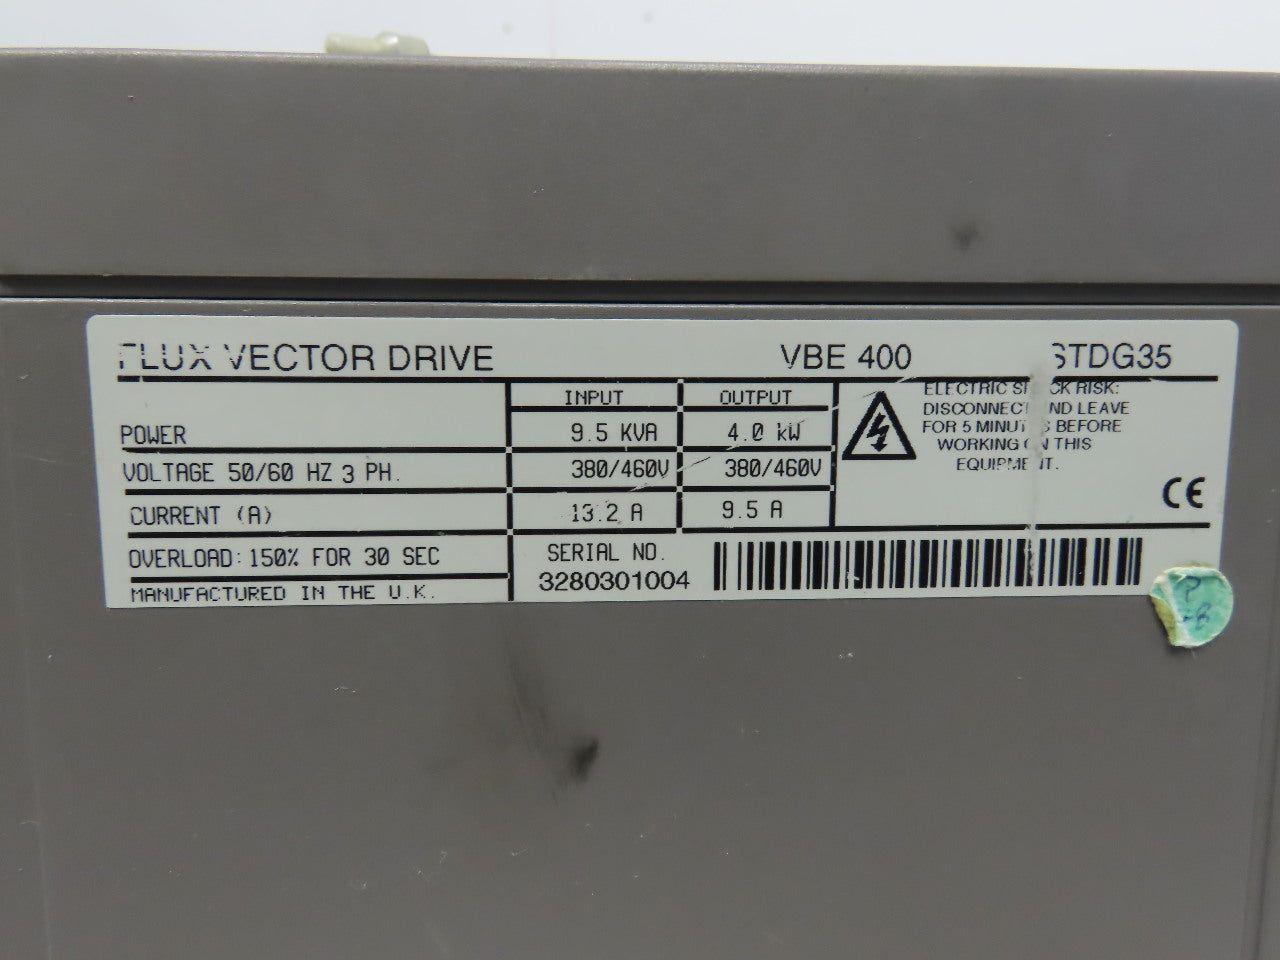 FLUX VECTOR DRIVE VBE 400 STDG35
INPUT OUTPUT
POWER 9.5 KVA 4.0 kW
VOLTAGE 50/60 HZ 3 PH. 380/460V 380/460V
CURRENT (A) 13.2 A 9.5 A
OVERLOAD: 150% FOR 30 SEC
MANUFACTURED IN THE U.K.
ELECTRIC SHOCK RISK:
DISCONNECT AND LEAVE
FOR 5 MINUTES BEFORE
WORKING ON THIS
EQUIPMENT.
CE
SERIAL NO.
3280301004